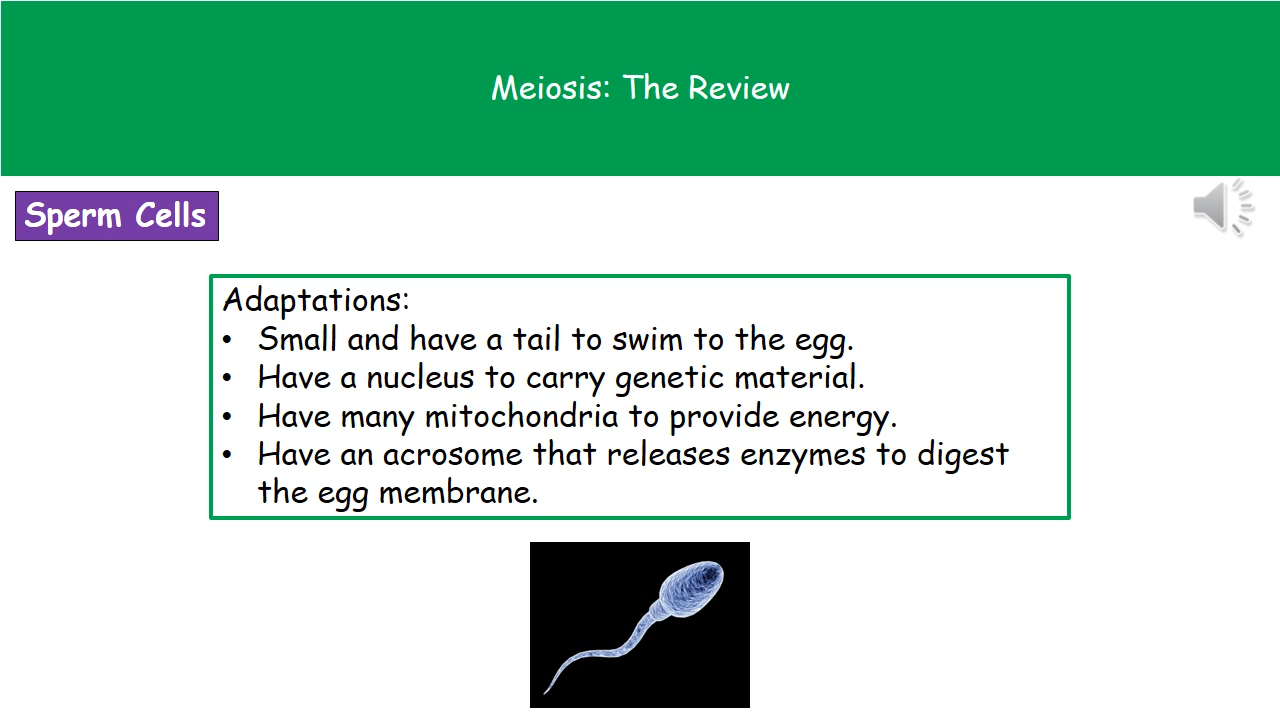 Meiosis: The Review
Sperm Cells
Adaptations:
• Small and have a tail to swim to the egg.
• Have a nucleus to carry genetic material.
• Have many mitochondria to provide energy.
• Have an acrosome that releases enzymes to digest
the egg membrane.